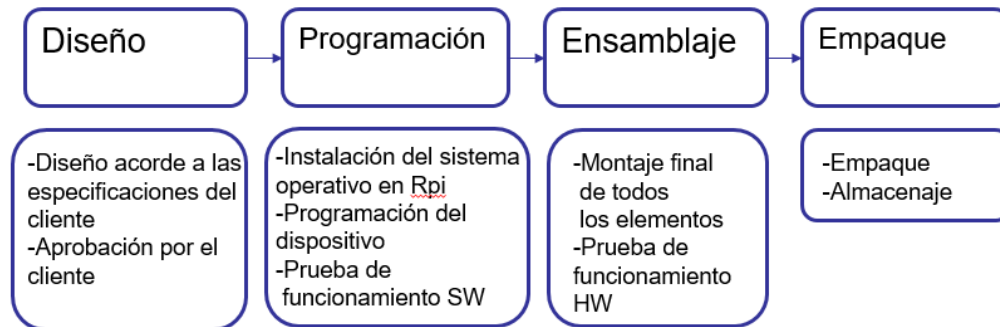 Diseño
Programación
Ensamblaje
Empaque
-Diseño acorde a las
especificaciones del
cliente
-Aprobación por el
cliente
-Instalación del sistema
operativo en Rpi
-Programación del
dispositivo
-Prueba de
funcionamiento SW
-Montaje final
de todos
los elementos
-Prueba de
funcionamiento
HW
-Empaque
-Almacenaje